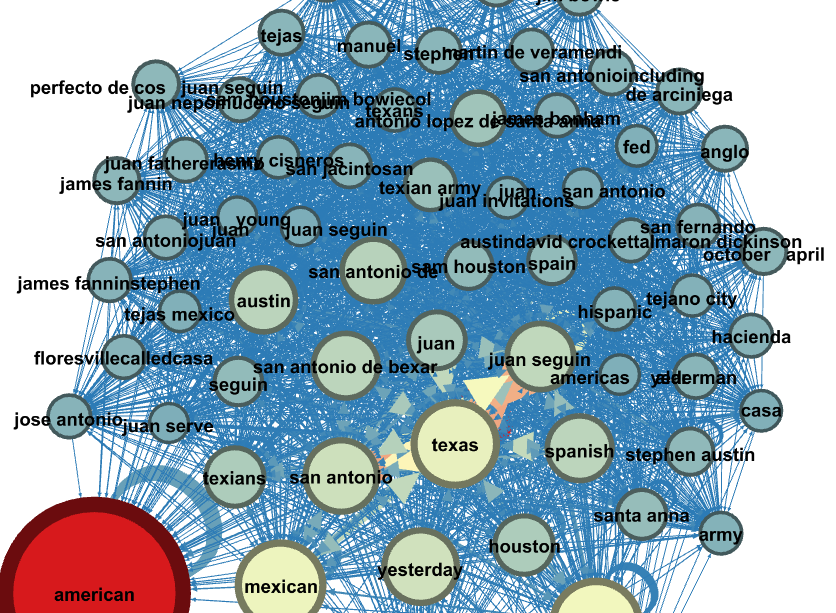 tejas
manuel
stephen
martin de veramendi
san antonioincluding
perfecto de cos
juan seguin
de arciniega
juan nepomuceno seguin
sam houstonjim bowiecol
texans
antonio lopez de santa anna
james bonham
fed
anglo
juan fathererasmo
henry cisneros
san jacintosan
james fannin
texian army
juan
juan invitations
san antonio
juan
young
juan
juan seguin
san antoniojuan
san fernando
austindavid crockettalmaron dickinson
october
april
san antonio de
sam houston
spain
james fanninstephen
austin
tejas mexico
hispanic
tejano city
hacienda
juan
floresvillecalledcasa
san antonio de bexar
juan seguin
seguin
americas
alderman
casa
jose antonio
juan serve
texas
spanish
stephen austin
texians
san antonio
santa anna
army
houston
yesterday
mexican
american